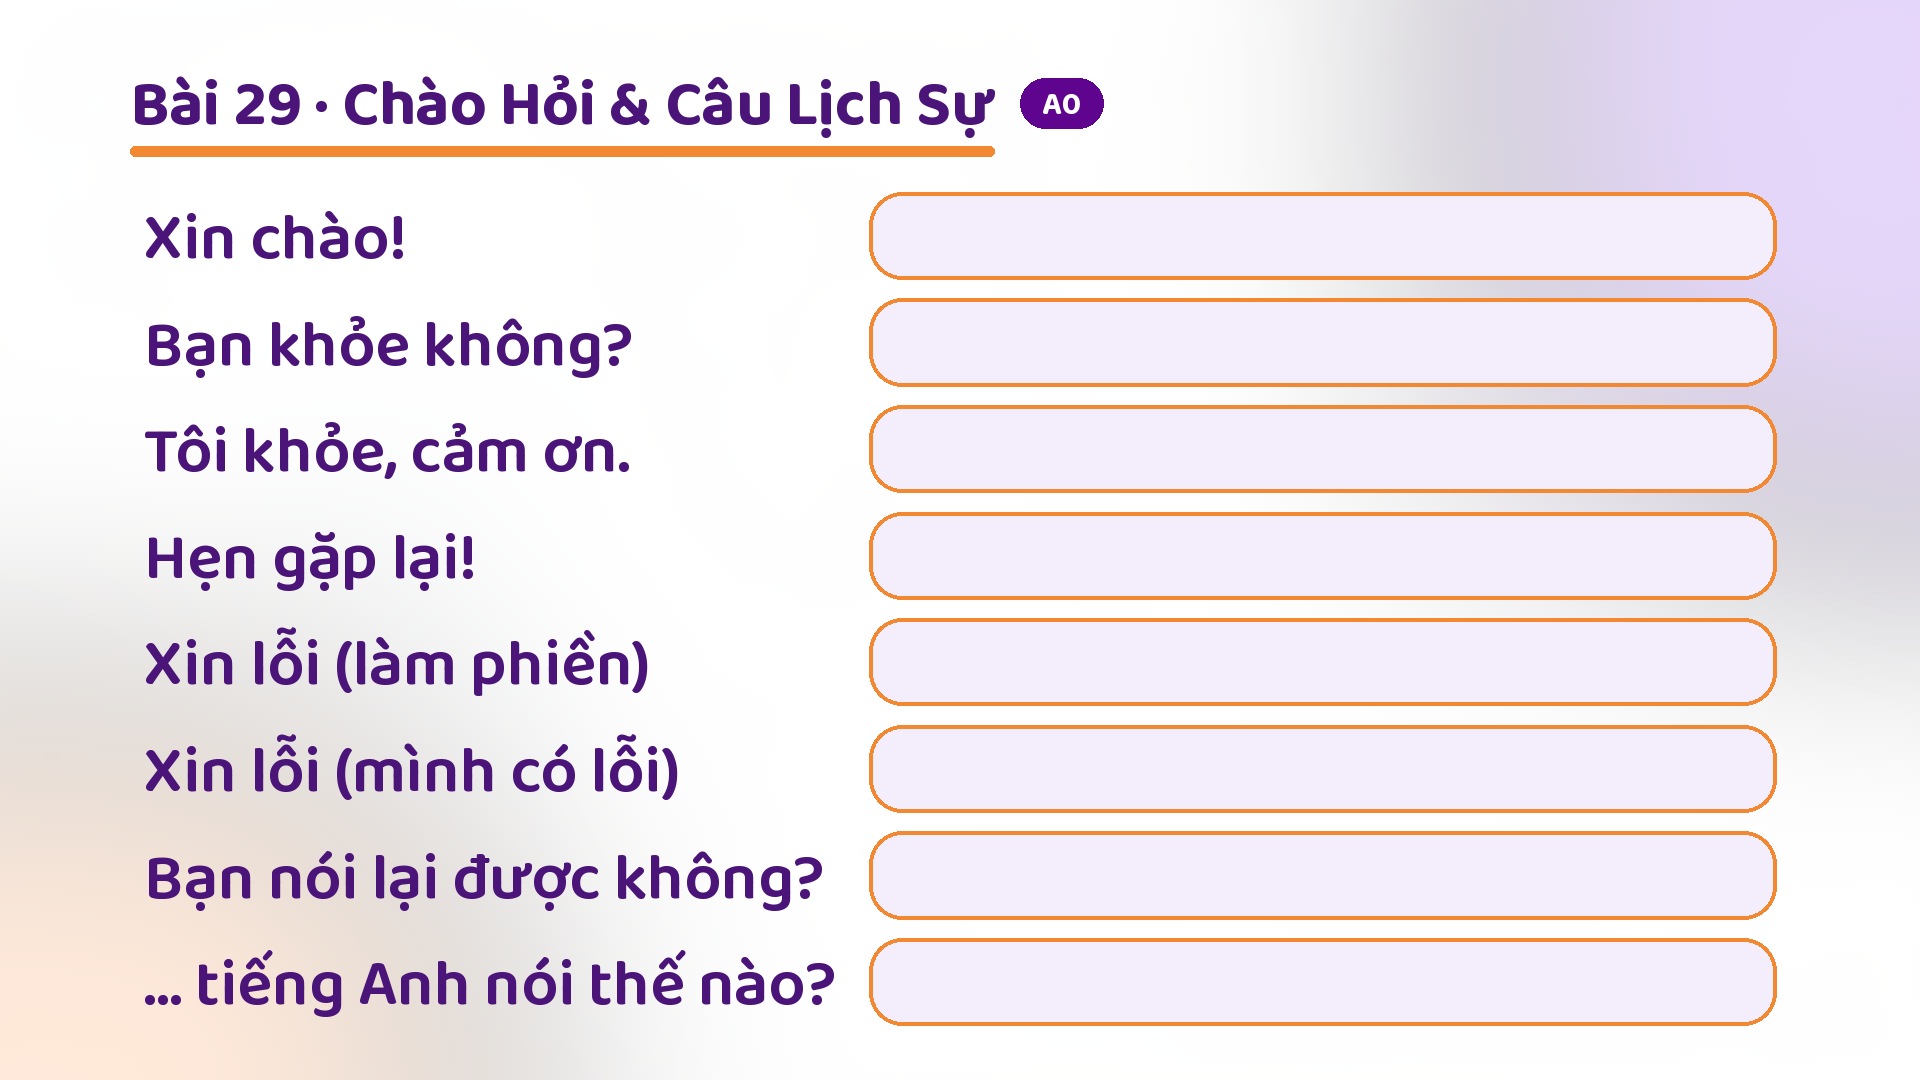 Bài 29 · Chào Hỏi & Câu Lịch Sự A0
Xin chào!
Bạn khỏe không?
Tôi khỏe, cảm ơn.
Hẹn gặp lại!
Xin lỗi (làm phiền)
Xin lỗi (mình có lỗi)
Bạn nói lại được không?
... tiếng Anh nói thế nào?